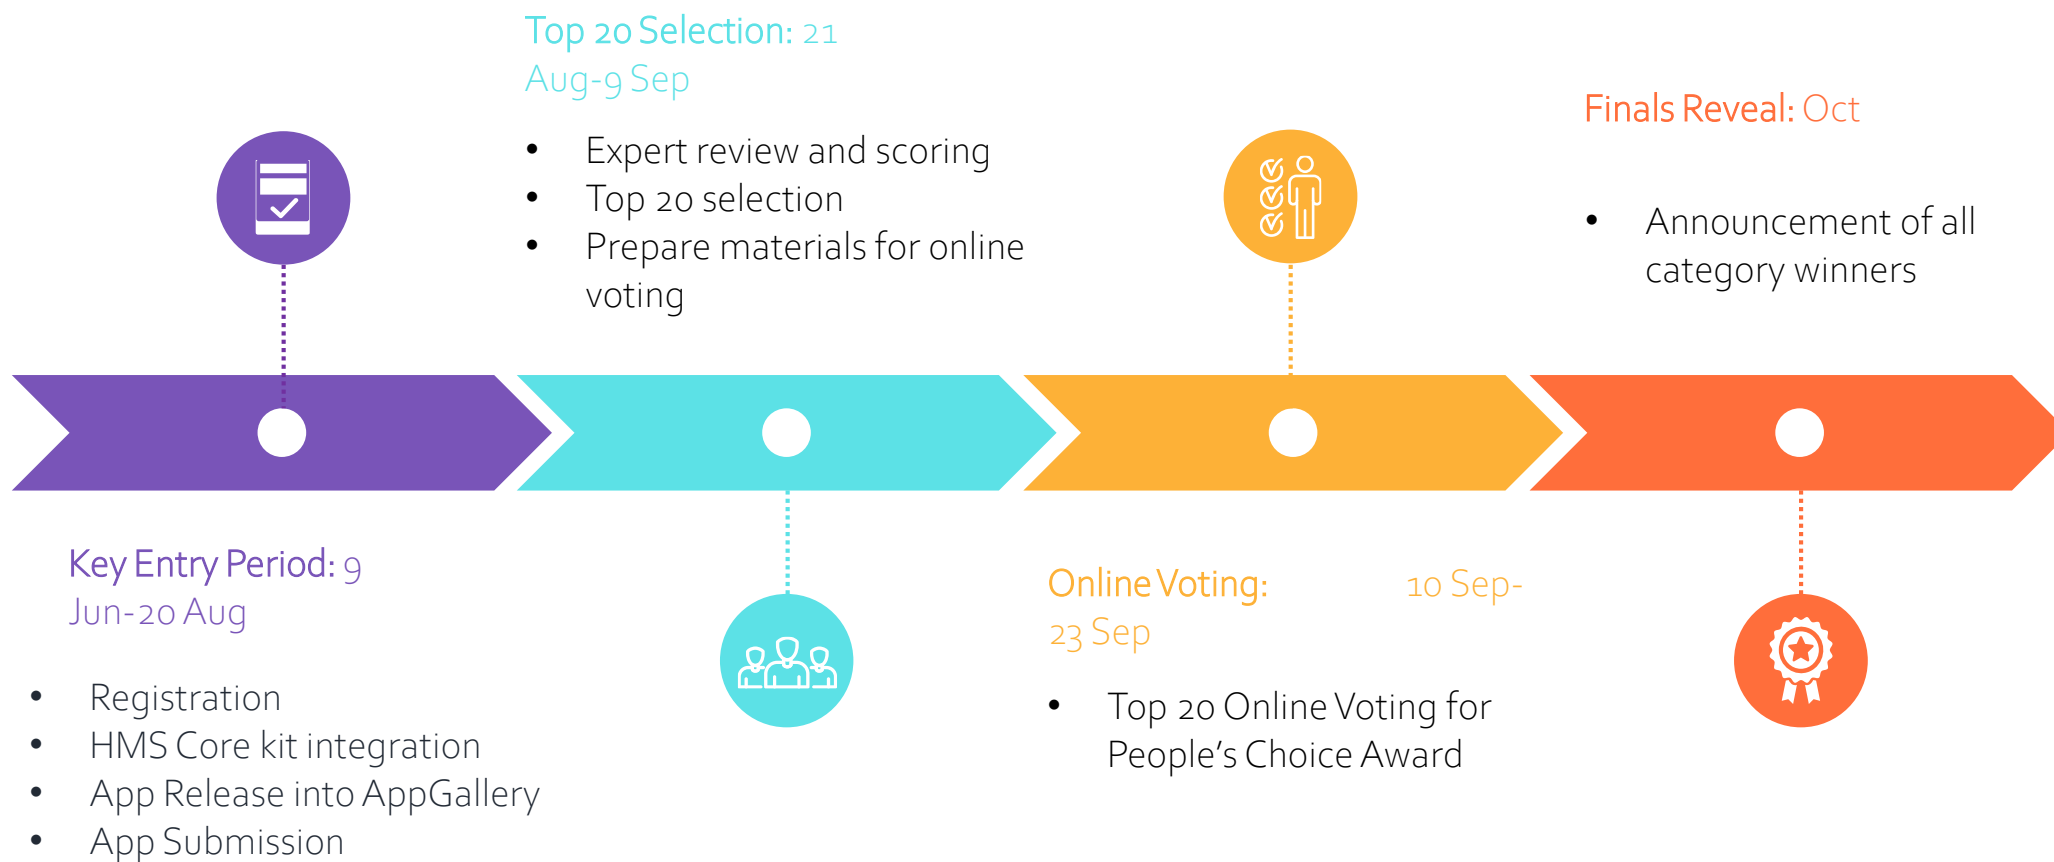 Top 20 Selection: 21
Aug-9 Sep
• Expert review and scoring
• Top 20 selection
• Prepare materials for online
voting
Finals Reveal: Oct
• Announcement of all
category winners
Key Entry Period: 9
Jun-20 Aug
• Registration
• HMS Core kit integration
• App Release into AppGallery
• App Submission
Online Voting: 10 Sep-
23 Sep
• Top 20 Online Voting for
People's Choice Award